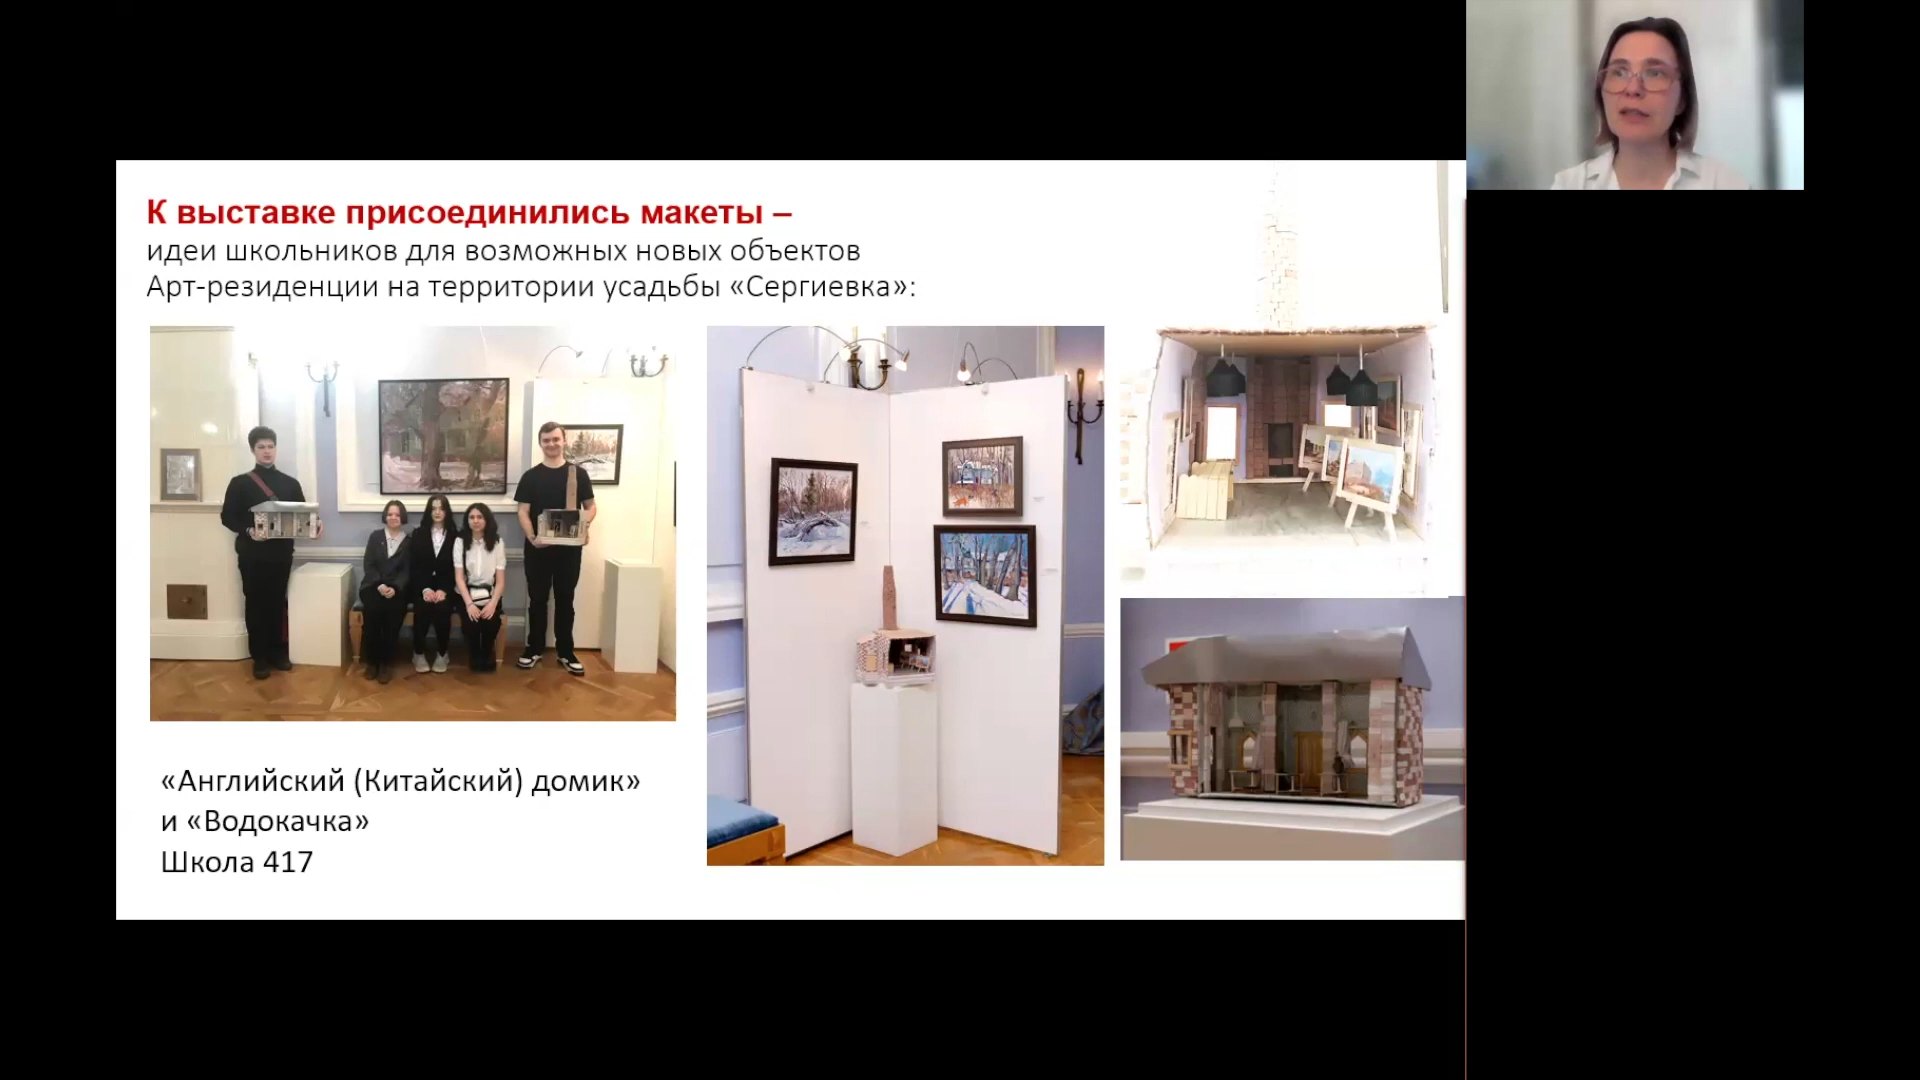 К выставке присоединились макеты –
идеи школьников для возможных новых объектов
Арт-резиденции на территории усадьбы «Сергиевка»:
«Английский (Китайский) домик»
и «Водокачка»
Школа 417